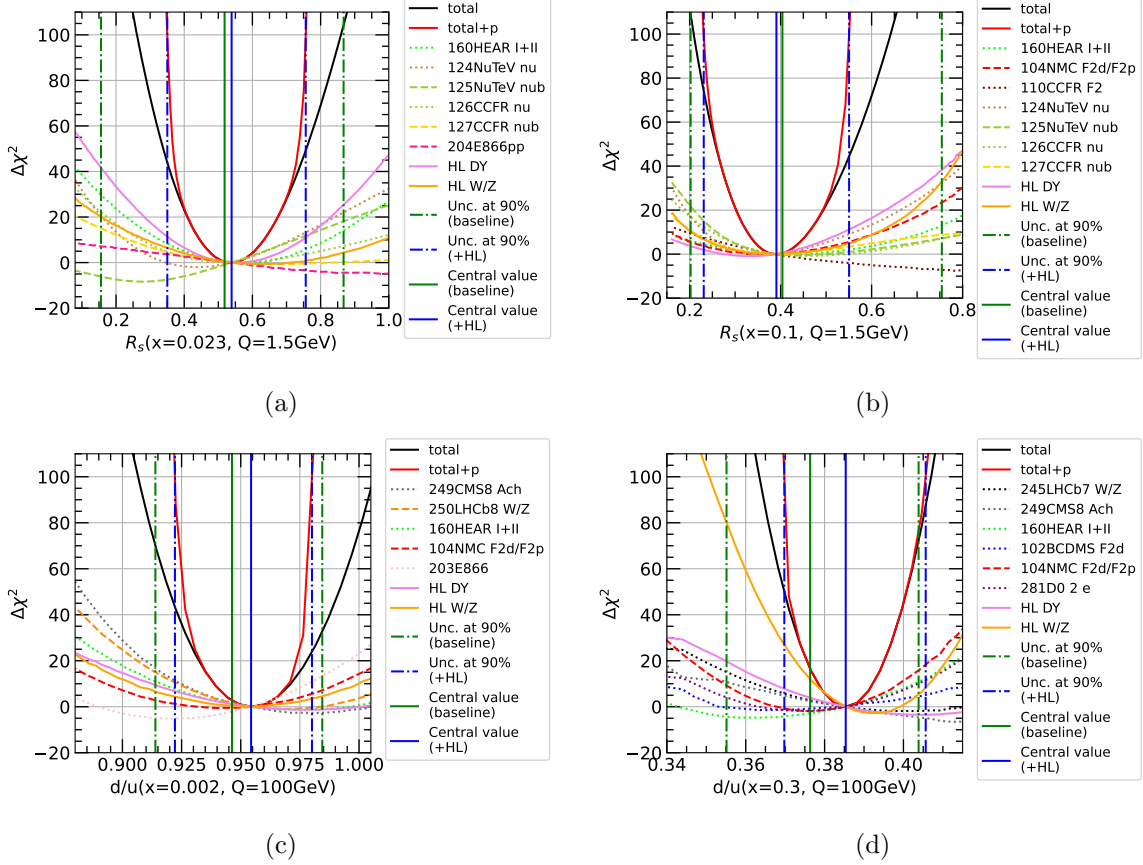 100
80
60
40
20
0
−20
Δχ²
0.2
0.4
0.6
0.8
1.0
R_s(x=0.023, Q=1.5GeV)
total
total+p
160HEAR I+II
124NuTeV nu
125NuTeV nub
126CCFR nu
127CCFR nub
204E866pp
HL DY
HL W/Z
Unc. at 90%
(baseline)
Unc. at 90%
(+HL)
Central value
(baseline)
Central value
(+HL)
(a)
100
80
60
40
20
0
−20
Δχ²
0.2
0.3
0.4
0.5
0.6
0.7
0.8
R_s(x=0.1, Q=1.5GeV)
total
total+p
160HEAR I+II
104NMC F2d/F2p
110CCFR F2
124NuTeV nu
125NuTeV nub
126CCFR nu
127CCFR nub
HL DY
HL W/Z
Unc. at 90%
(baseline)
Unc. at 90%
(+HL)
Central value
(baseline)
Central value
(+HL)
(b)
100
80
60
40
20
0
−20
Δχ²
0.900
0.925
0.950
0.975
1.000
d/u(x=0.002, Q=100GeV)
total
total+p
249CMS8 Ach
250LHCb8 W/Z
160HEAR I+II
104NMC F2d/F2p
203E866
HL DY
HL W/Z
Unc. at 90%
(baseline)
Unc. at 90%
(+HL)
Central value
(baseline)
Central value
(+HL)
(c)
100
80
60
40
20
0
−20
Δχ²
0.34
0.36
0.38
0.40
d/u(x=0.3, Q=100GeV)
total
total+p
245LHCb7 W/Z
249CMS8 Ach
160HEAR I+II
102BCDMS F2d
104NMC F2d/F2p
281D0 2 e
HL DY
HL W/Z
Unc. at 90%
(baseline)
Unc. at 90%
(+HL)
Central value
(baseline)
Central value
(+HL)
(d)